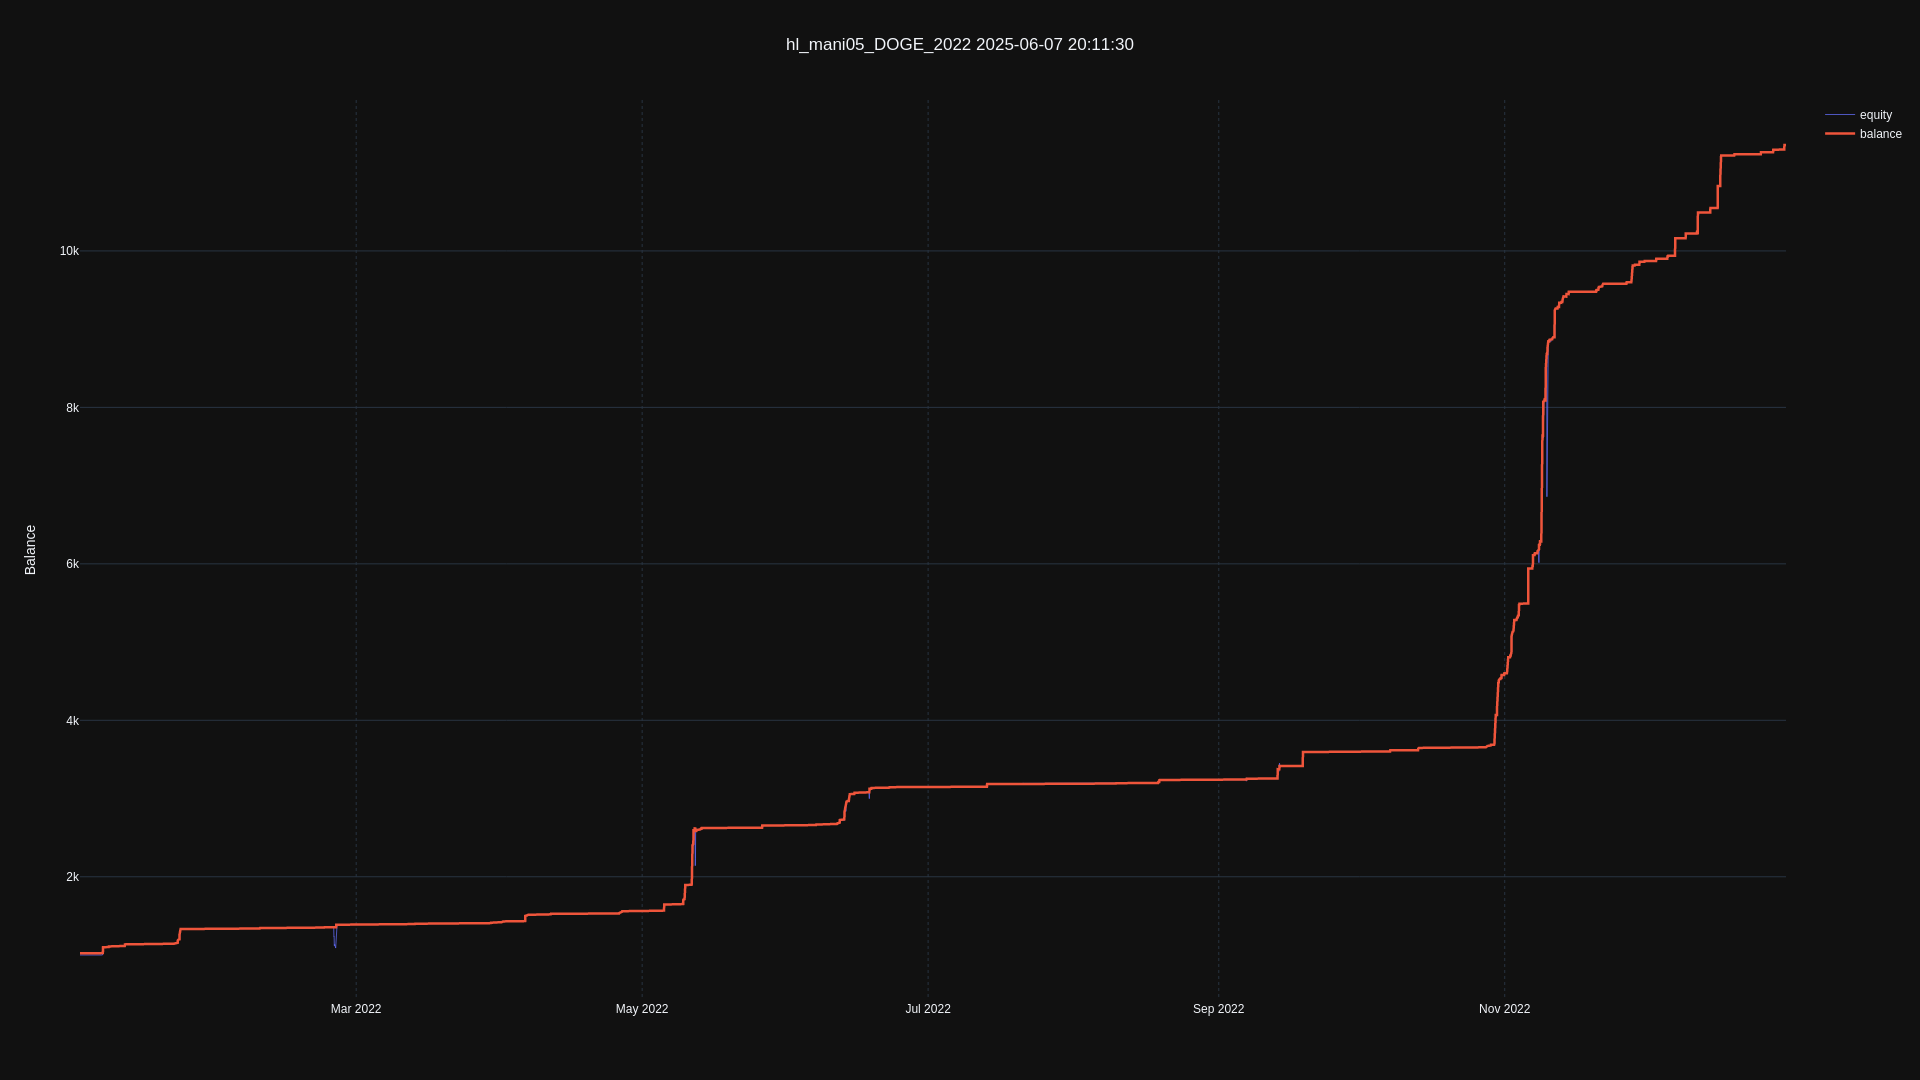 hl_mani05_DOGE_2022 2025-06-07 20:11:30
equity
balance
10k
8k
6k
4k
2k
Balance
Mar 2022
May 2022
Jul 2022
Sep 2022
Nov 2022